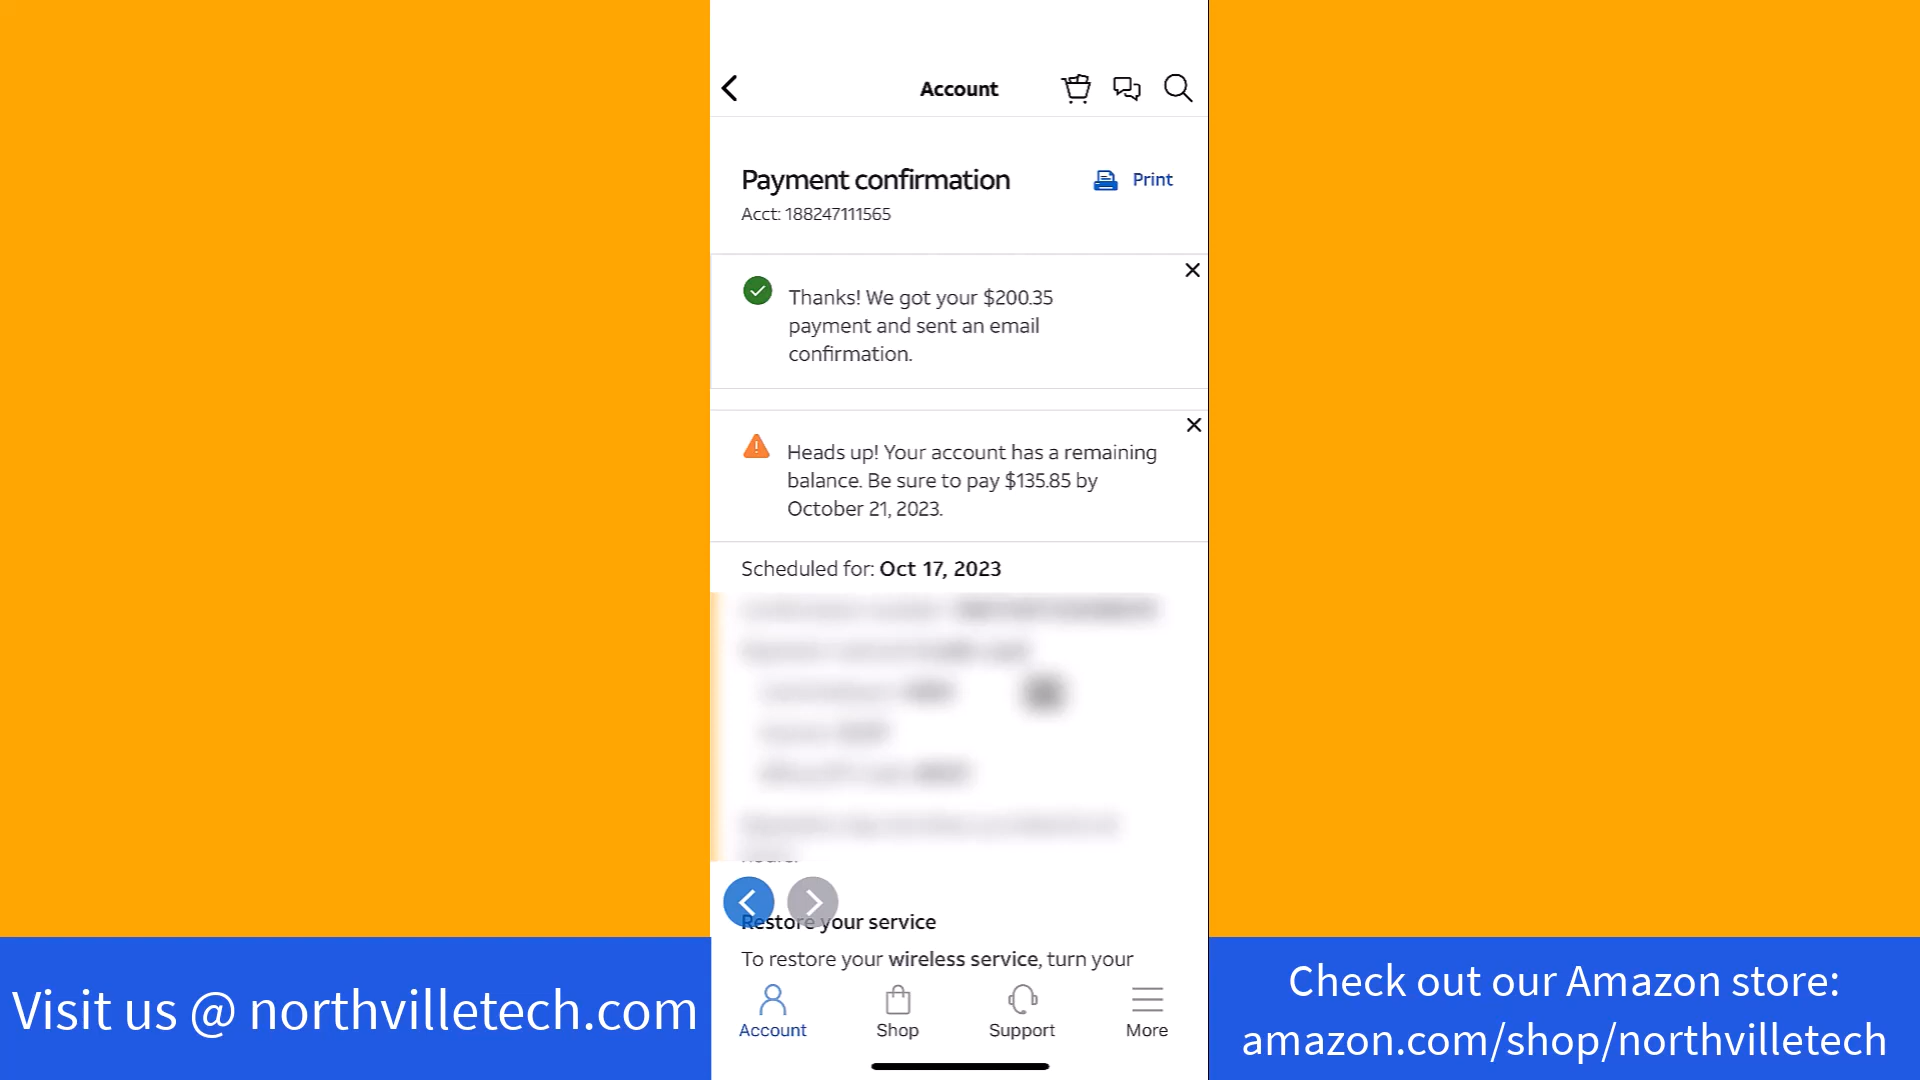 Account
Payment confirmation
Print
Acct: 188247111565
Thanks! We got your $200.35
payment and sent an email
confirmation.
Heads up! Your account has a remaining
balance. Be sure to pay $135.85 by
October 21, 2023.
Scheduled for: Oct 17, 2023
Restore your service
To restore your wireless service, turn your
Account
Shop
Support
More
Visit us @ northvilletech.com
Check out our Amazon store:
amazon.com/shop/northvilletech